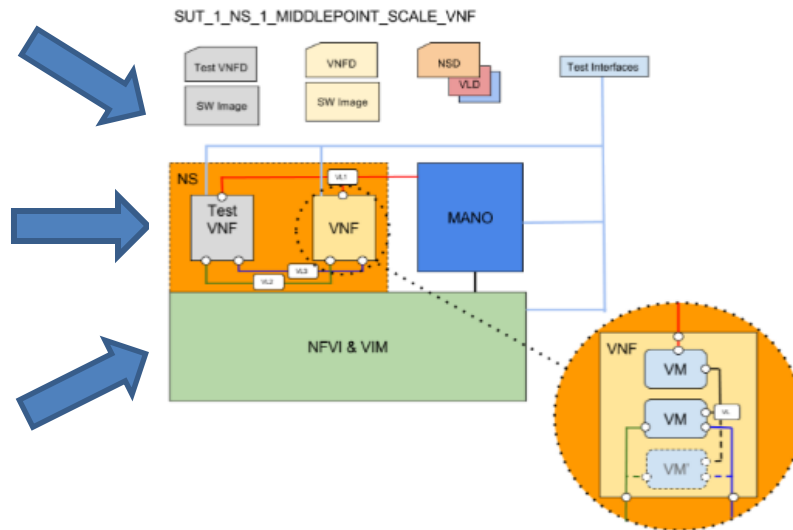 SUT_1_NS_1_MIDDLEPOINT_SCALE_VNF
Test VNFD
VNFD
NSD
VLD
Test Interfaces
SW Image
SW Image
NS
VL1
Test
VNF
VNF
MANO
VL3
VL2
NFVI & VIM
VNF
VM
VL
VM
VM'